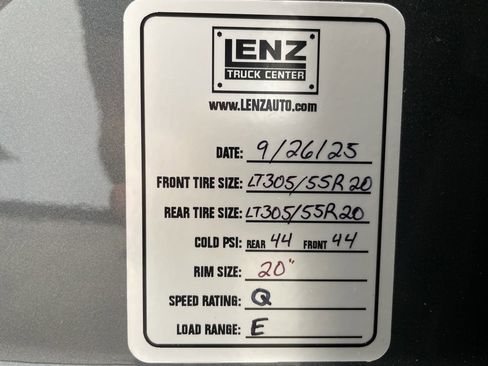 LENZ
TRUCK CENTER
www.LENZAUTO.com
DATE: 9/26/25
FRONT TIRE SIZE: LT305/55R20
REAR TIRE SIZE: LT305/55R20
COLD PSI: REAR 44 FRONT 44
RIM SIZE: 20"
SPEED RATING: Q
LOAD RANGE: E